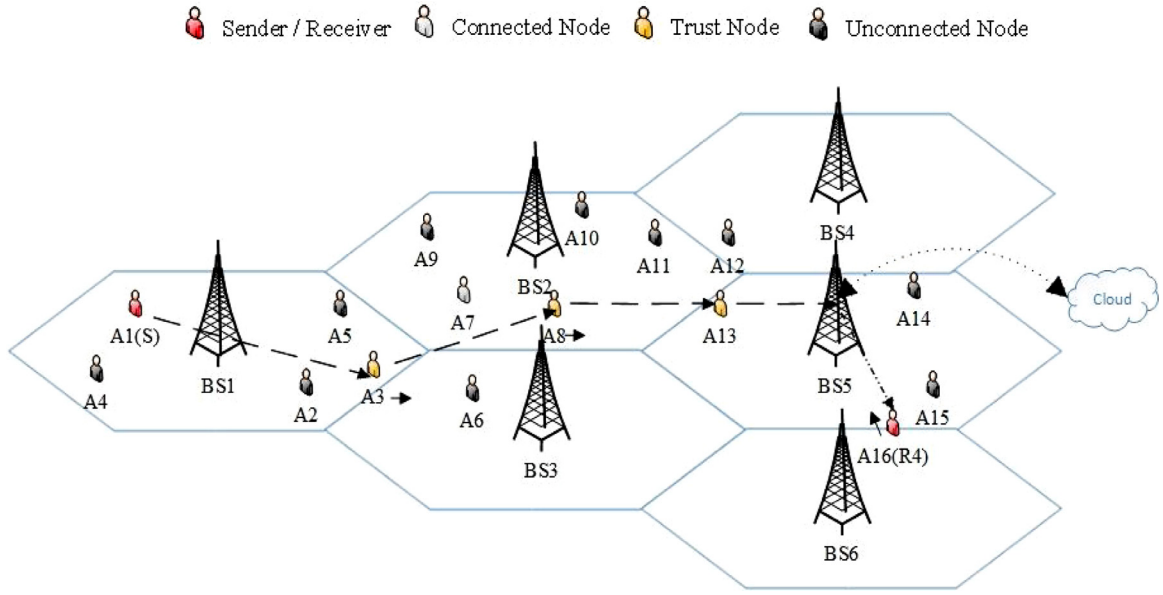 Sender / Receiver Connected Node Trust Node Unconnected Node
BS4
A10
A9 A11 A12
BS2
Cloud
A7
A1(S) A5 A8 A13 A14
BS1 BS5
A4 A2 A3 A6 A15
A16(R4)
BS3
BS6